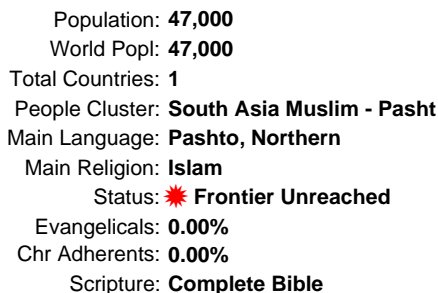 Population: 47,000
World Popl: 47,000
Total Countries: 1
People Cluster: South Asia Muslim - Pasht
Main Language: Pashto, Northern
Main Religion: Islam
Status: Frontier Unreached
Evangelicals: 0.00%
Chr Adherents: 0.00%
Scripture: Complete Bible